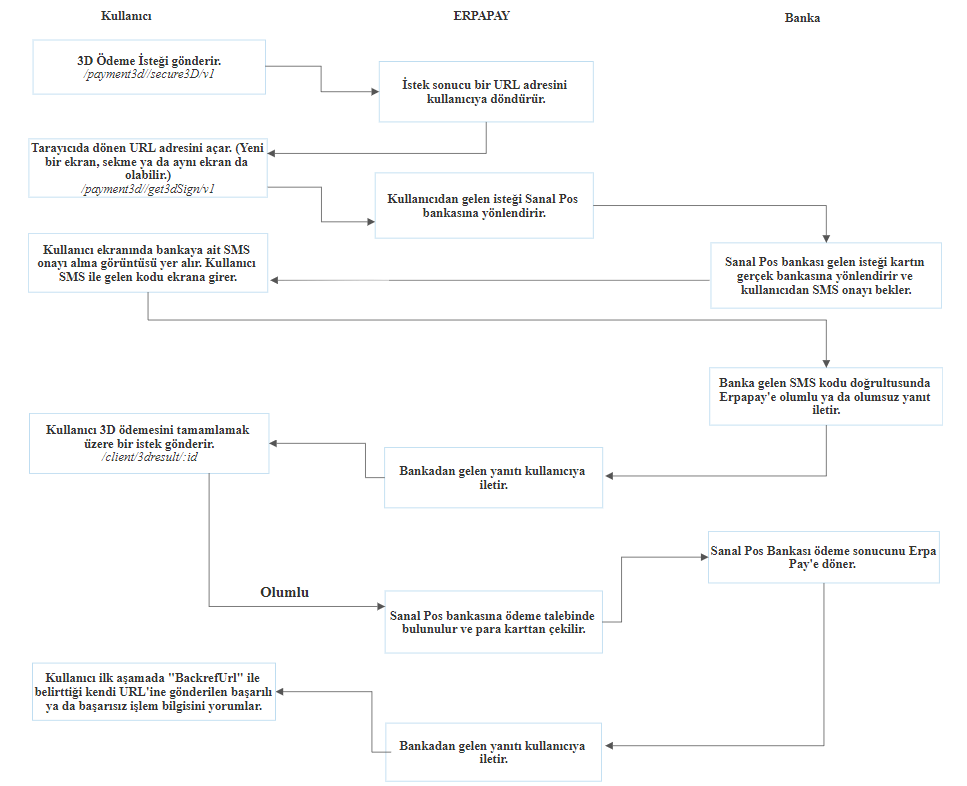 Kullanıcı
ERPAPAY
Banka
3D Ödeme İsteği gönderir.
/payment3d//secure3D/v1
İstek sonucu bir URL adresini
kullanıcıya döndürür.
Tarayıcıda dönen URL adresini açar. (Yeni
bir ekran, sekme ya da aynı ekran da
olabilir.)
/payment3d//get3dSign/v1
Kullanıcıdan gelen isteği Sanal Pos
bankasına yönlendirir.
Sanal Pos bankası gelen isteği kartın
gerçek bankasına yönlendirir ve
kullanıcıdan SMS onayı bekler.
Kullanıcı ekranında bankaya ait SMS
onayı alma görüntüsü yer alır. Kullanıcı
SMS ile gelen kodu ekrana girer.
Banka gelen SMS kodu doğrultusunda
Erpapay'e olumlu ya da olumsuz yanıt
iletir.
Bankadan gelen yanıtı kullanıcıya
iletir.
Kullanıcı 3D ödemesini tamamlamak
üzere bir istek gönderir.
/client/3dresult/:id
Olumlu
Sanal Pos bankasına ödeme talebinde
bulunulur ve para karttan çekilir.
Sanal Pos Bankası ödeme sonucunu Erpa
Pay'e döner.
Bankadan gelen yanıtı kullanıcıya
iletir.
Kullanıcı ilk aşamada "BackrefUrl" ile
belirttiği kendi URL'ine gönderilen başarılı
ya da başarısız işlem bilgisini yorumlar.